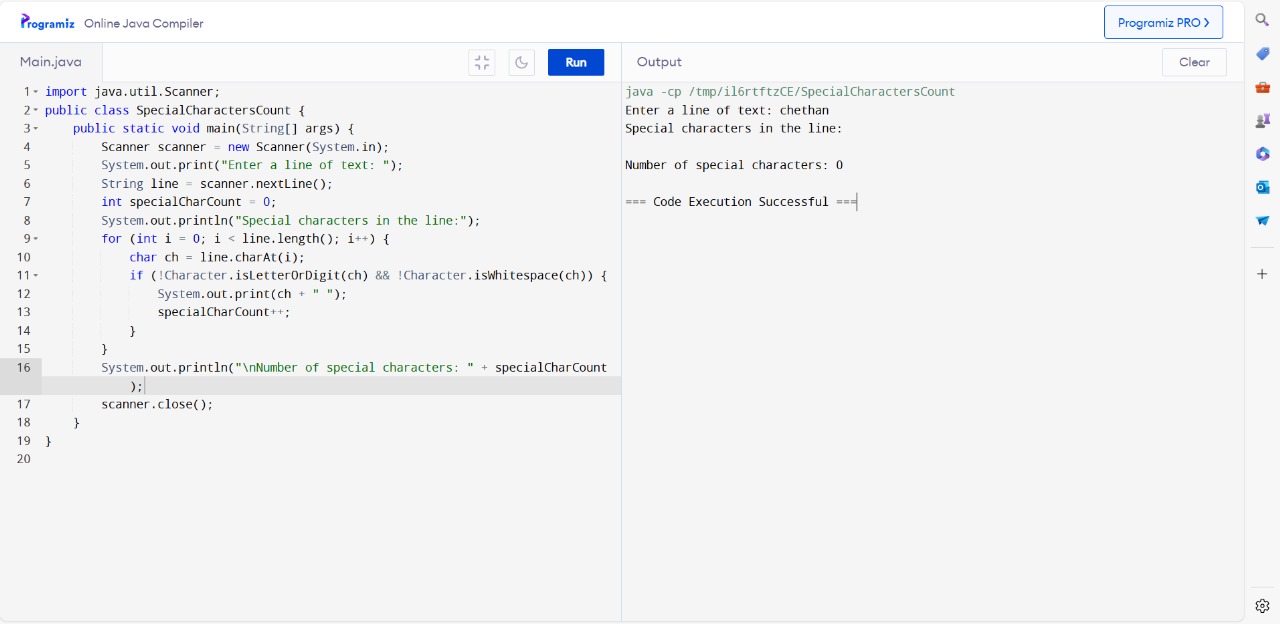 Programiz Online Java Compiler
Programiz PRO >
Main.java
Run
Output
Clear
1 import java.util.Scanner;
2 public class SpecialCharactersCount {
3     public static void main(String[] args) {
4         Scanner scanner = new Scanner(System.in);
5         System.out.print("Enter a line of text: ");
6         String line = scanner.nextLine();
7         int specialCharCount = 0;
8         System.out.println("Special characters in the line:");
9         for (int i = 0; i < line.length(); i++) {
10             char ch = line.charAt(i);
11             if (!Character.isLetterOrDigit(ch) && !Character.isWhitespace(ch)) {
12                 System.out.print(ch + " ");
13                 specialCharCount++;
14             }
15         }
16         System.out.println("\nNumber of special characters: " + specialCharCount
            );
17         scanner.close();
18     }
19 }
20
java -cp /tmp/il6rtftzCE/SpecialCharactersCount
Enter a line of text: chethan
Special characters in the line:
Number of special characters: 0
=== Code Execution Successful ===